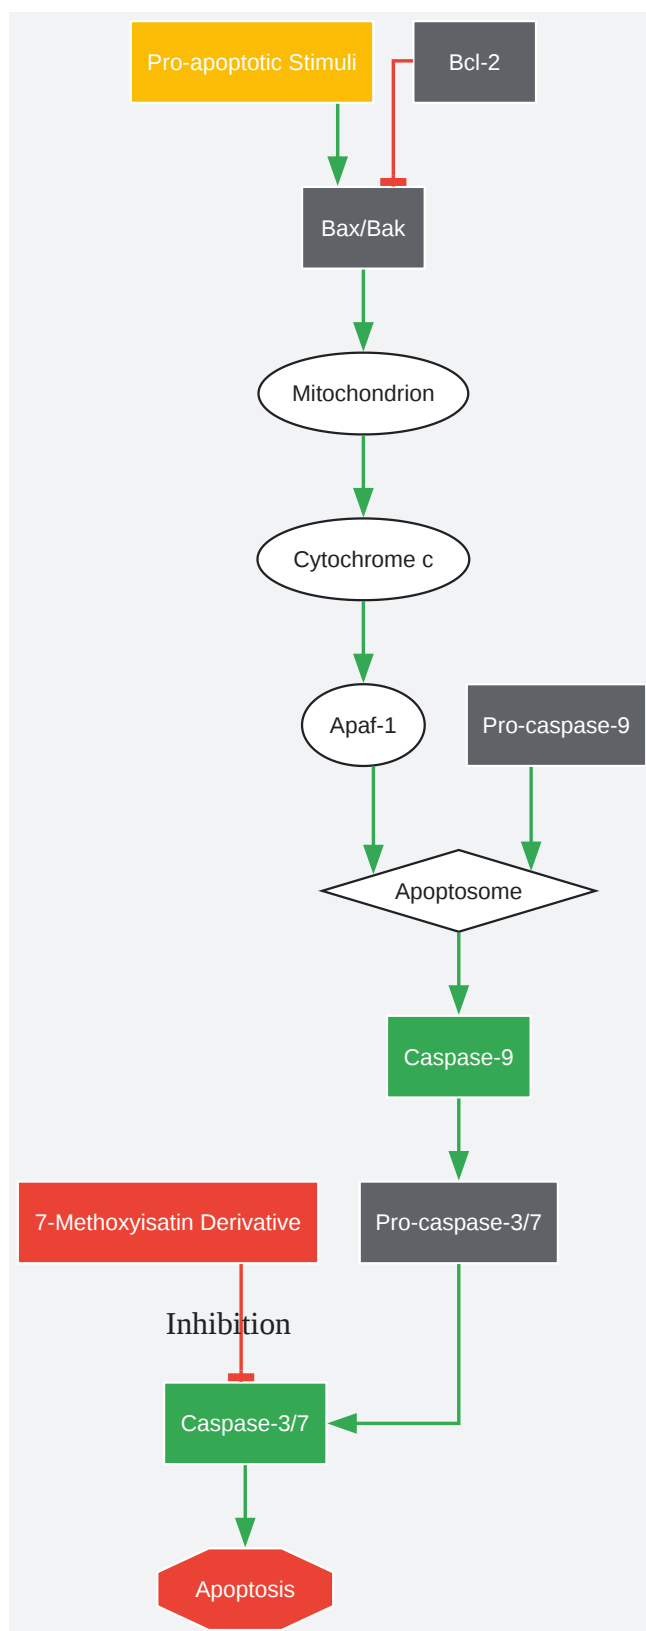 Pro-apoptotic Stimuli
Bcl-2
Bax/Bak
Mitochondrion
Cytochrome c
Apaf-1
Pro-caspase-9
Apoptosome
Caspase-9
7-Methoxyisatin Derivative
Pro-caspase-3/7
Inhibition
Caspase-3/7
Apoptosis